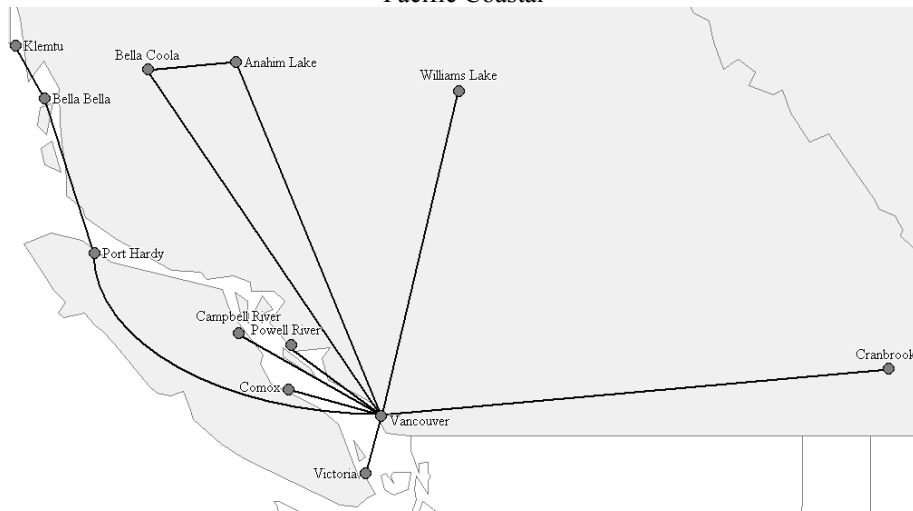 Pacific Coastal
Klemtu
Bella Coola
Anahim Lake
Williams Lake
Bella Bella
Port Hardy
Campbell River
Powell River
Cranbrook
Comox
Vancouver
Victoria